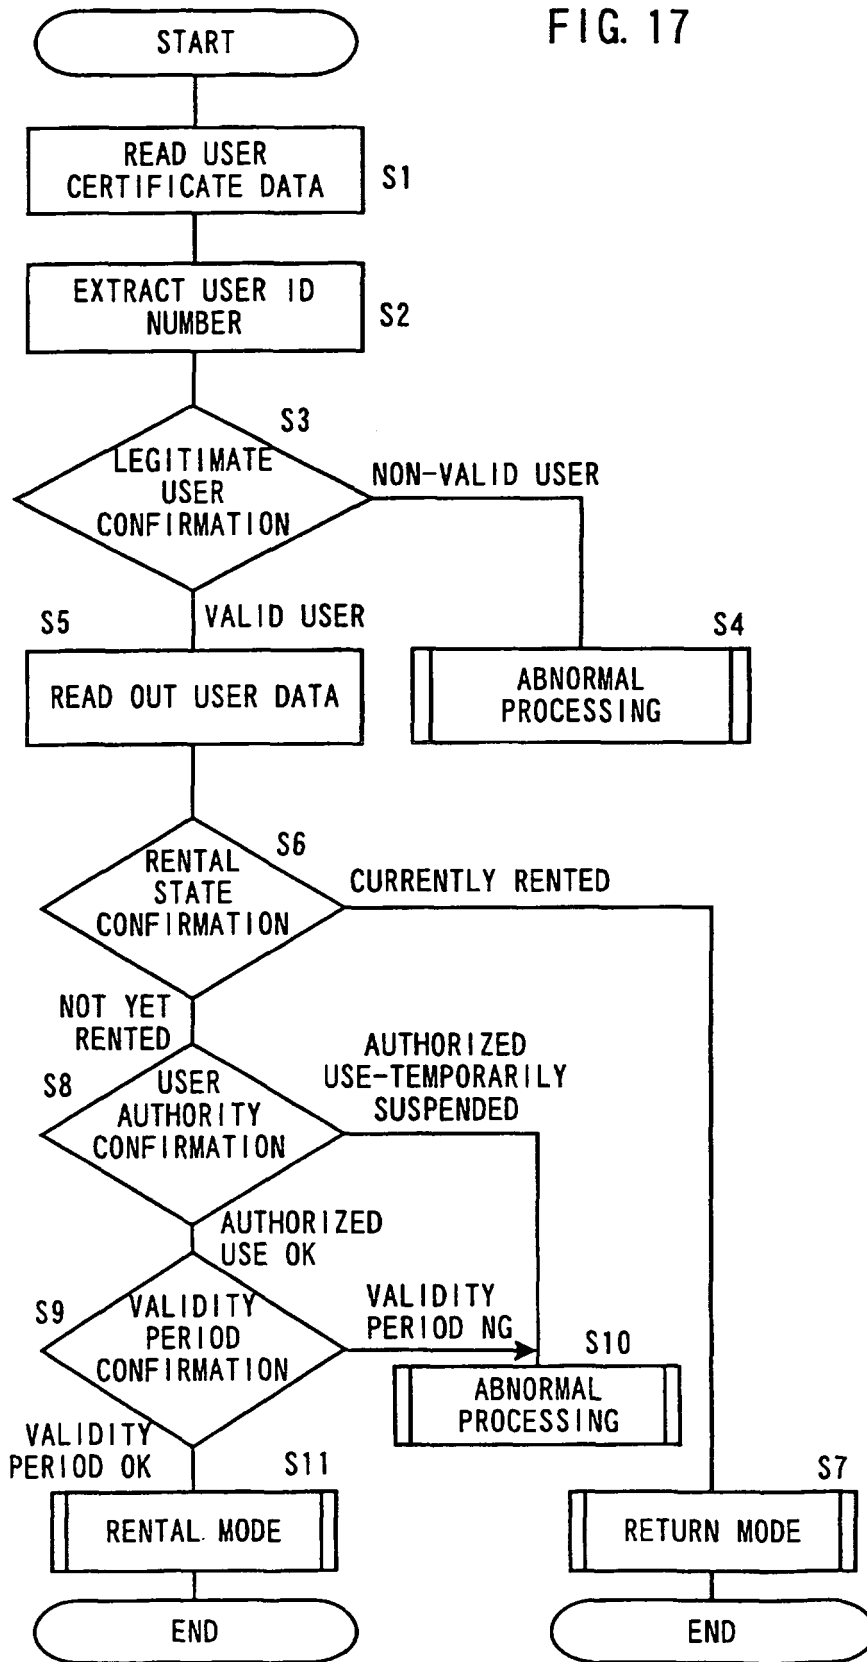 FIG. 17
START
READ USER
CERTIFICATE DATA
S1
EXTRACT USER ID
NUMBER
S2
S3
LEGITIMATE
USER
CONFIRMATION
NON-VALID USER
S5
VALID USER
S4
READ OUT USER DATA
ABNORMAL
PROCESSING
S6
RENTAL
STATE
CONFIRMATION
CURRENTLY RENTED
NOT YET
RENTED
S8
USER
AUTHORITY
CONFIRMATION
AUTHORIZED
USE-TEMPORARILY
SUSPENDED
AUTHORIZED
USE OK
S9
VALIDITY
PERIOD
CONFIRMATION
VALIDITY
PERIOD NG
S10
ABNORMAL
PROCESSING
VALIDITY
PERIOD OK
S11
S7
RENTAL MODE
RETURN MODE
END
END